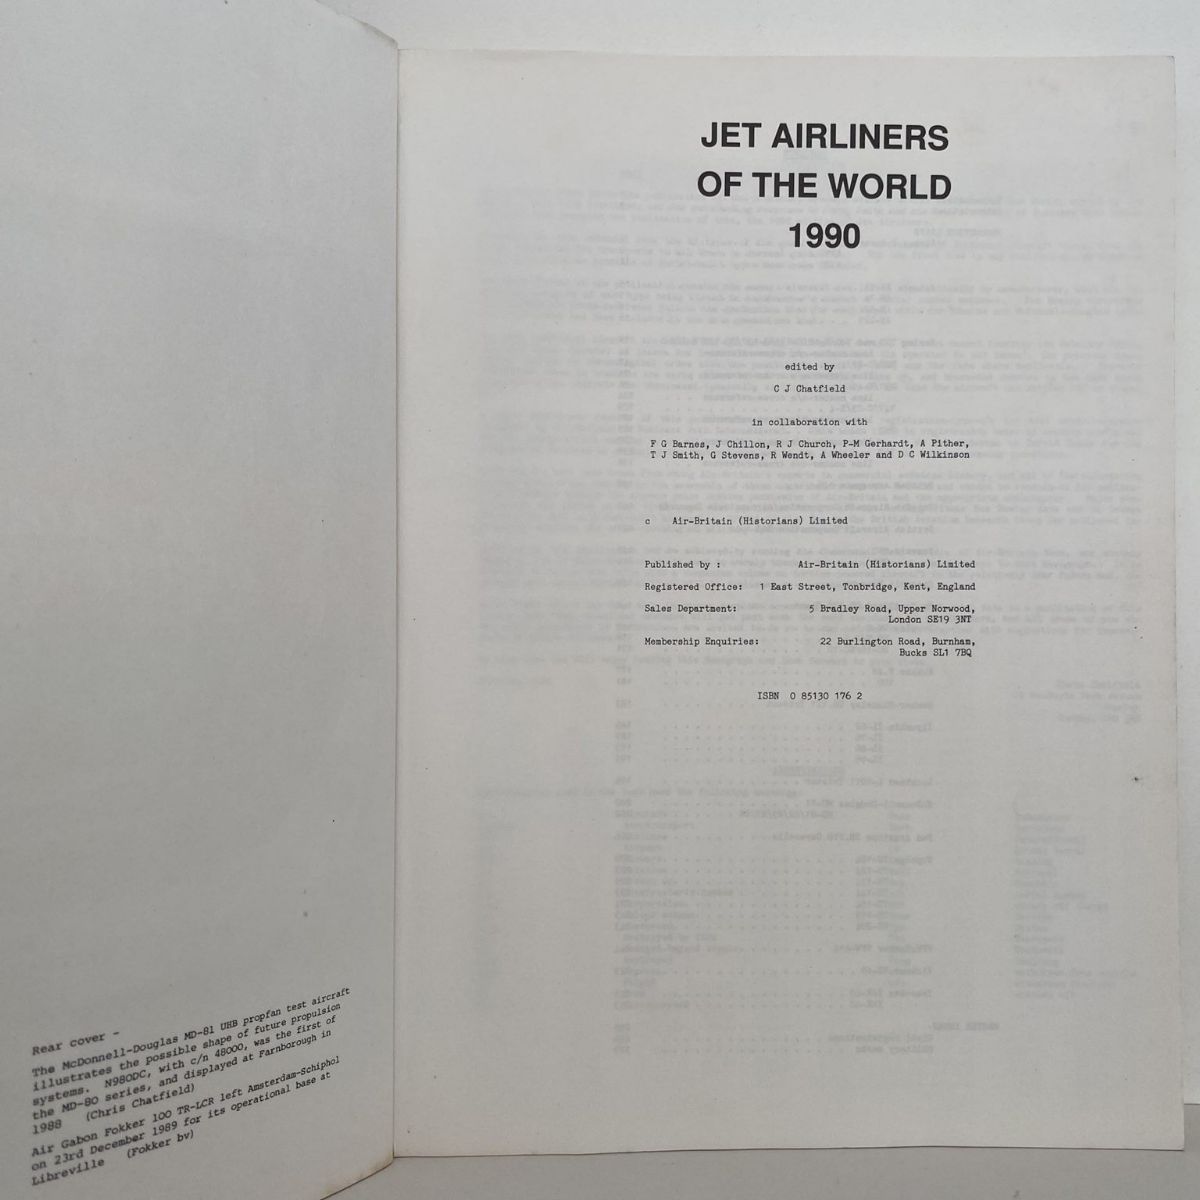 Rear cover -
The McDonnell-Douglas MD-81 UHB propfan test aircraft
illustrates the possible shape of future propulsion
systems. N980DC, with c/n 48000, was the first of
the MD-80 series, and displayed at Farnborough in
1988 (Chris Chatfield)
Air Gabon Fokker 100 TR-LCR left Amsterdam-Schiphol
on 23rd December 1989 for its operational base at
Libreville (Fokker bv)
JET AIRLINERS
OF THE WORLD
1990
edited by
C J Chatfield
in collaboration with
F G Barnes, J Chillon, R J Church, P-M Gerhardt, A Pither,
T J Smith, G Stevens, R Wendt, A Wheeler and D C Wilkinson
c Air-Britain (Historians) Limited
Published by : Air-Britain (Historians) Limited
Registered Office: 1 East Street, Tonbridge, Kent, England
Sales Department: 5 Bradley Road, Upper Norwood,
London SE19 3NT
Membership Enquiries: 22 Burlington Road, Burnham,
Bucks SL1 7BQ
ISBN 0 85130 176 2